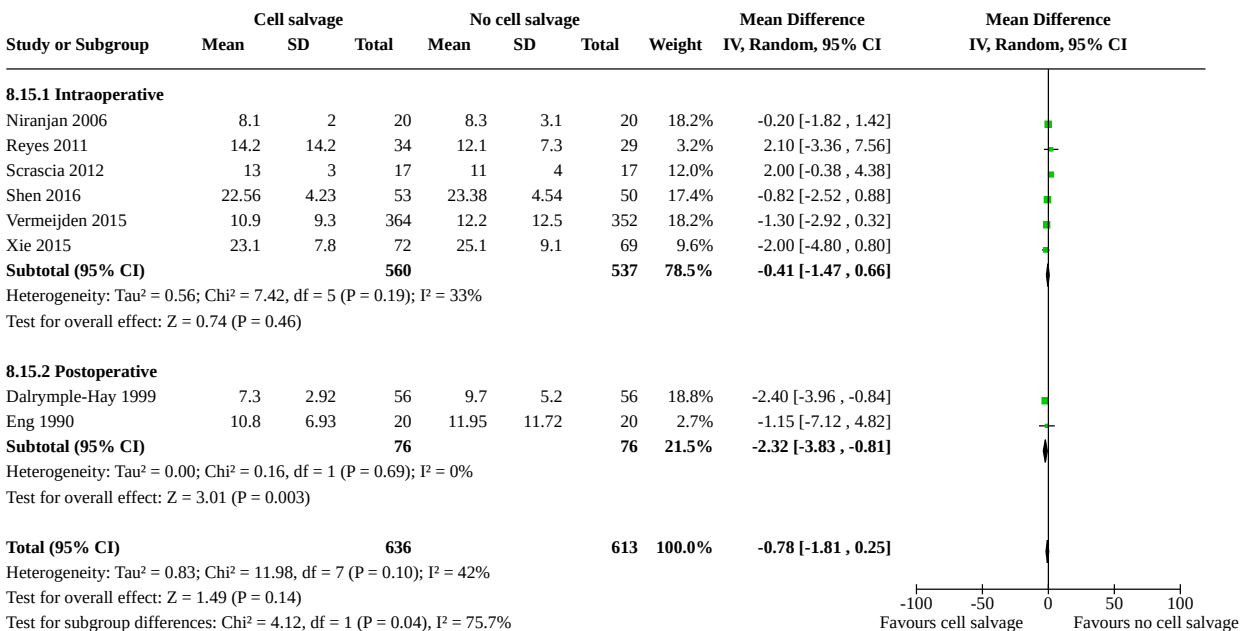 Cell salvage No cell salvage Mean Difference Mean Difference
Study or Subgroup Mean SD Total Mean SD Total Weight IV, Random, 95% CI IV, Random, 95% CI
8.15.1 Intraoperative
Niranjan 2006 8.1 2 20 8.3 3.1 20 18.2% -0.20 [-1.82 , 1.42]
Reyes 2011 14.2 14.2 34 12.1 7.3 29 3.2% 2.10 [-3.36 , 7.56]
Scrascia 2012 13 3 17 11 4 17 12.0% 2.00 [-0.38 , 4.38]
Shen 2016 22.56 4.23 53 23.38 4.54 50 17.4% -0.82 [-2.52 , 0.88]
Vermeijden 2015 10.9 9.3 364 12.2 12.5 352 18.2% -1.30 [-2.92 , 0.32]
Xie 2015 23.1 7.8 72 25.1 9.1 69 9.6% -2.00 [-4.80 , 0.80]
Subtotal (95% CI) 560 537 78.5% -0.41 [-1.47 , 0.66]
Heterogeneity: Tau² = 0.56; Chi² = 7.42, df = 5 (P = 0.19); I² = 33%
Test for overall effect: Z = 0.74 (P = 0.46)
8.15.2 Postoperative
Dalrymple-Hay 1999 7.3 2.92 56 9.7 5.2 56 18.8% -2.40 [-3.96 , -0.84]
Eng 1990 10.8 6.93 20 11.95 11.72 20 2.7% -1.15 [-7.12 , 4.82]
Subtotal (95% CI) 76 76 21.5% -2.32 [-3.83 , -0.81]
Heterogeneity: Tau² = 0.00; Chi² = 0.16, df = 1 (P = 0.69); I² = 0%
Test for overall effect: Z = 3.01 (P = 0.003)
Total (95% CI) 636 613 100.0% -0.78 [-1.81 , 0.25]
Heterogeneity: Tau² = 0.83; Chi² = 11.98, df = 7 (P = 0.10); I² = 42%
Test for overall effect: Z = 1.49 (P = 0.14) -100 -50 0 50 100
Test for subgroup differences: Chi² = 4.12, df = 1 (P = 0.04), I² = 75.7% Favours cell salvage Favours no cell salvage